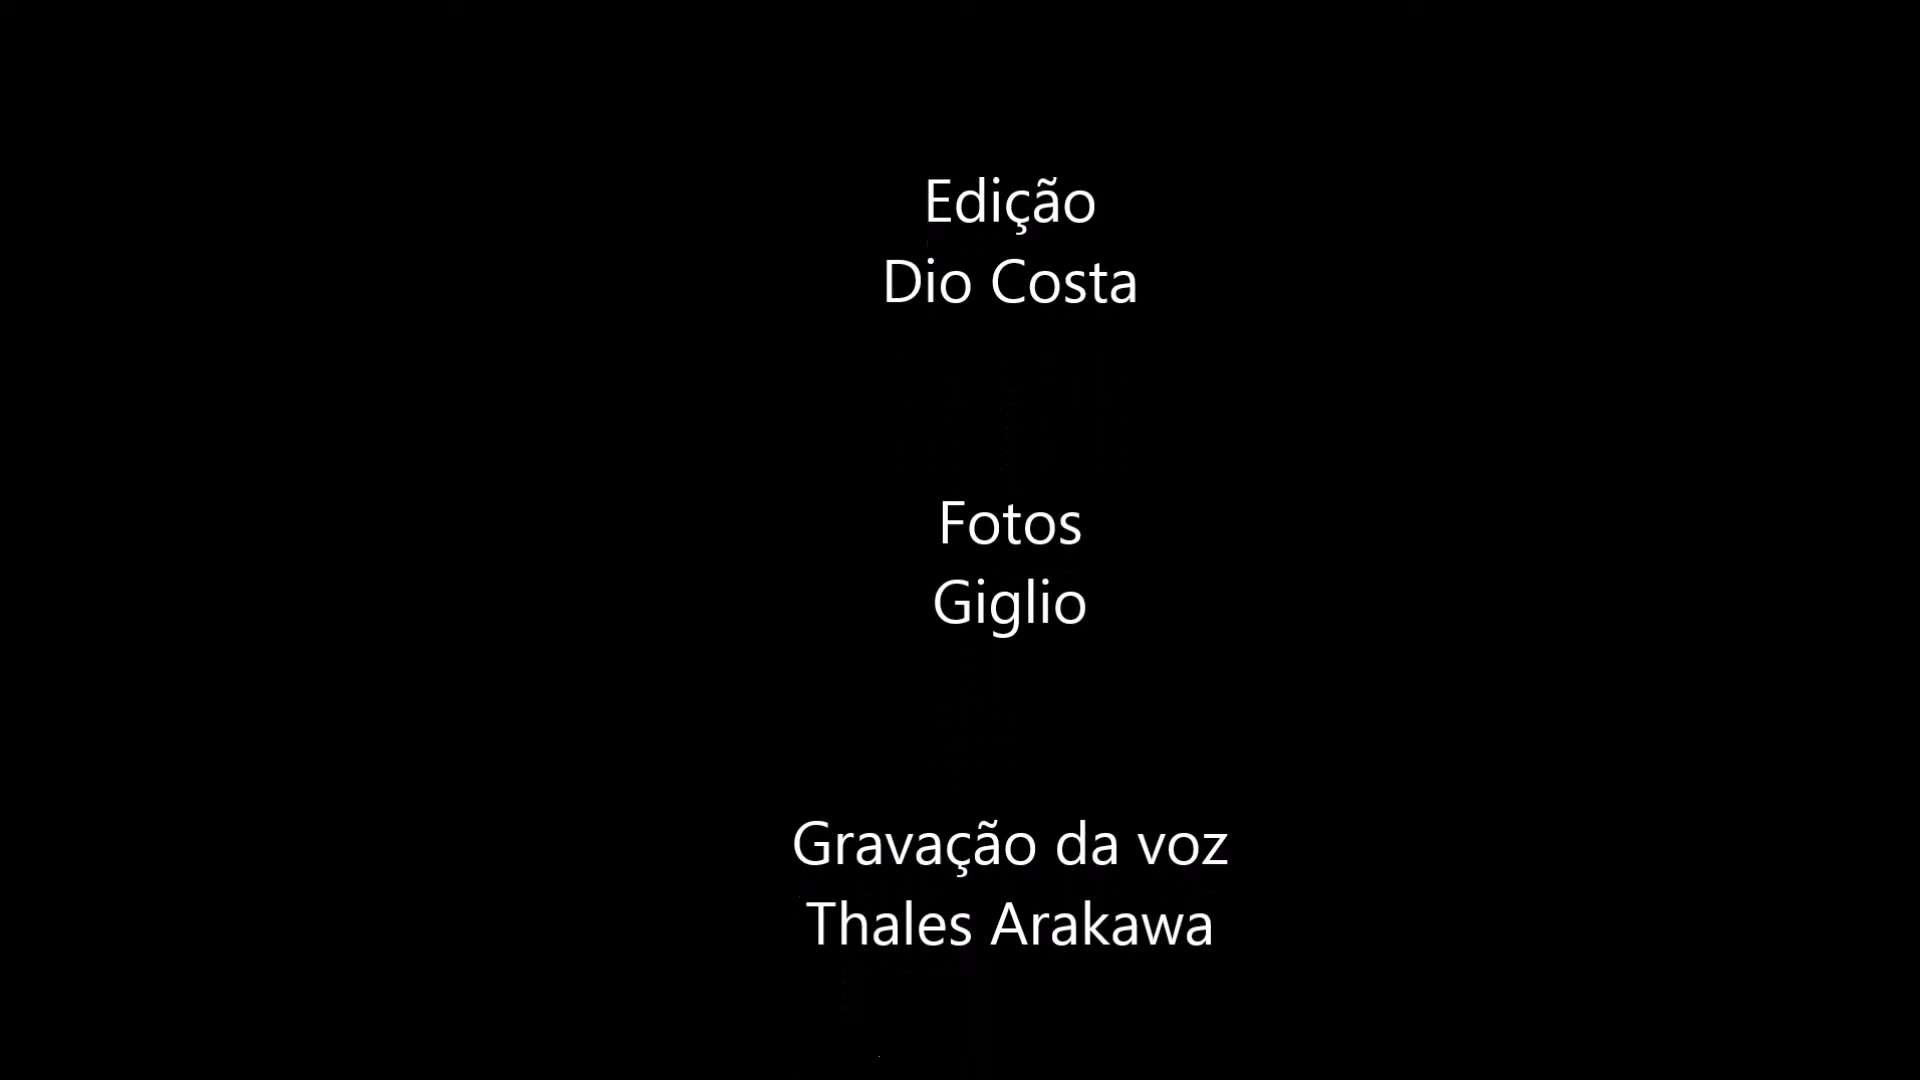 Edição
Dio Costa
Fotos
Giglio
Gravação da voz
Thales Arakawa